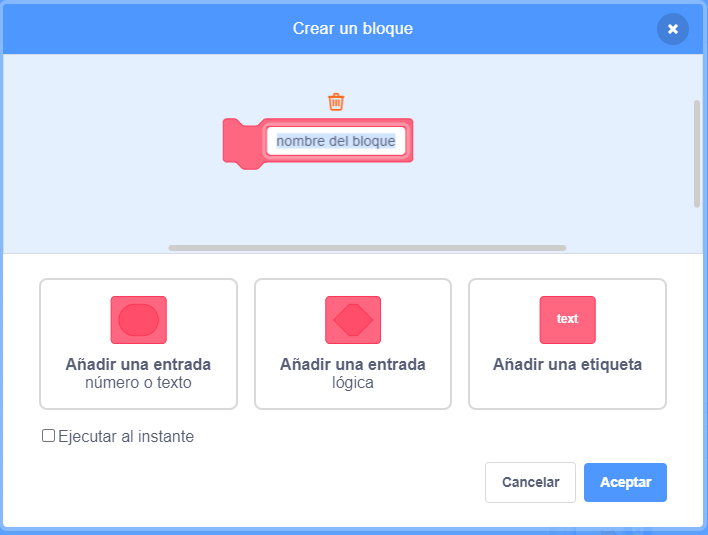 Crear un bloque
nombre del bloque
text
Añadir una entrada
número o texto
Añadir una entrada
lógica
Añadir una etiqueta
Ejecutar al instante
Cancelar
Aceptar